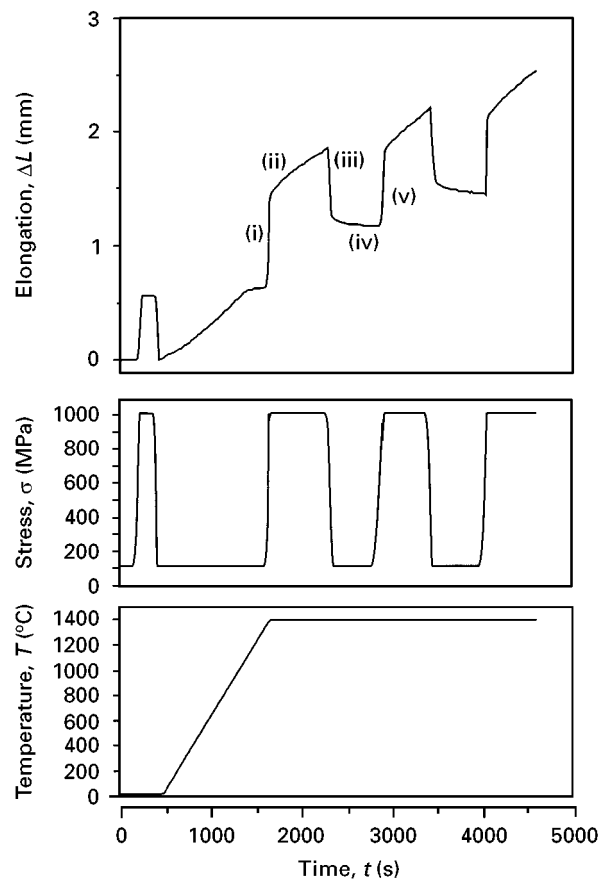 3
2
1
0
Elongation, ΔL (mm)
(i)
(ii)
(iii)
(iv)
(v)
1000
800
600
400
200
0
Stress, σ (MPa)
1400
1200
1000
800
600
400
200
0
Temperature, T (°C)
0 1000 2000 3000 4000 5000
Time, t (s)